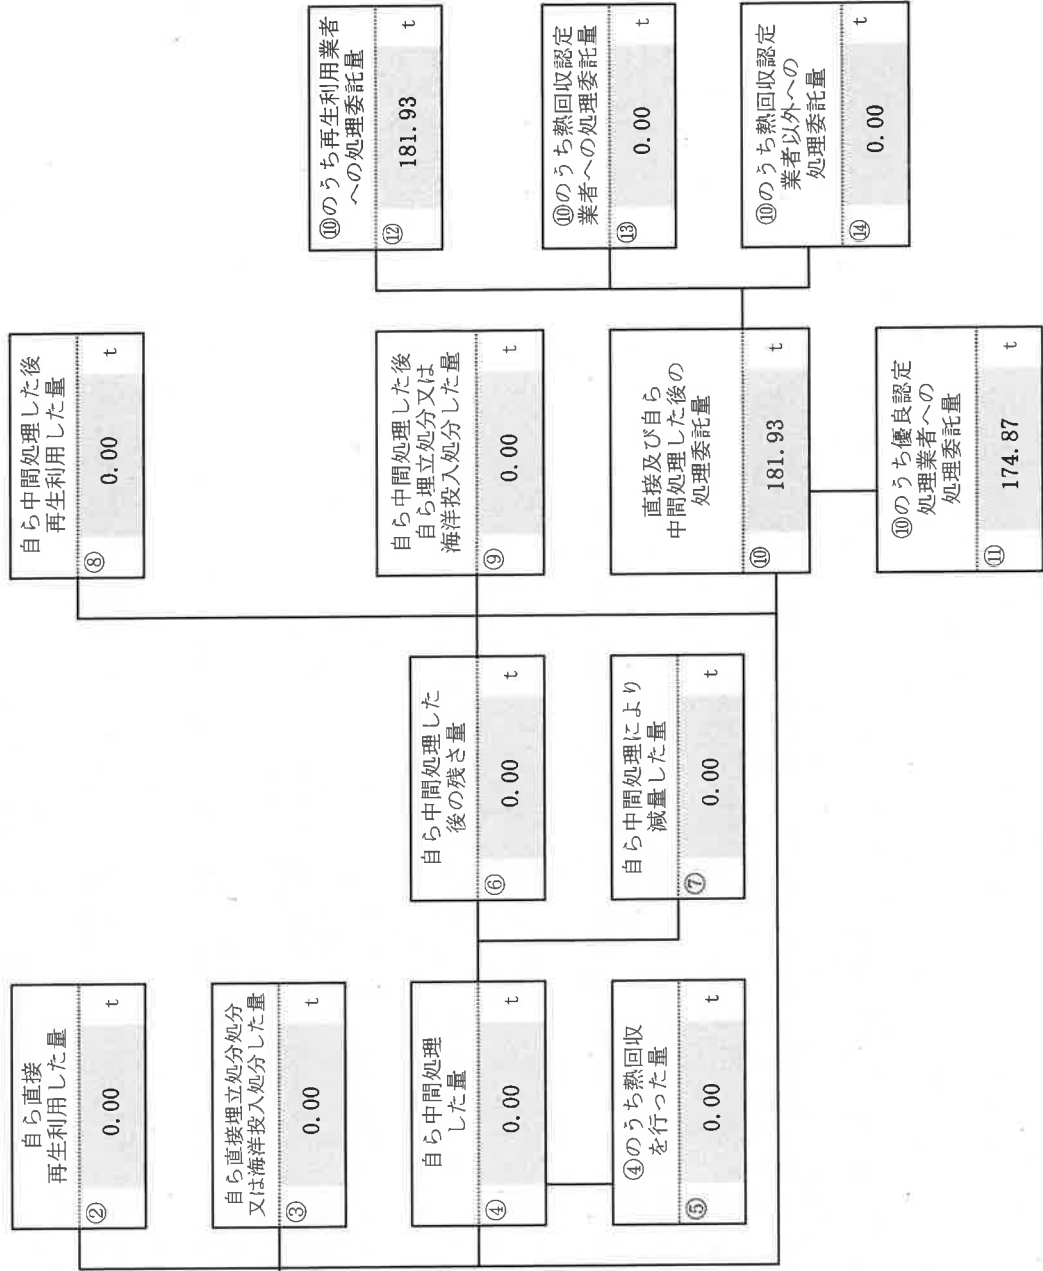 自ら直接
再生利用した量
② 0.00 t
自ら直接埋立処分処分
又は海洋投入処分した量
③ 0.00 t
自ら中間処理
した量
④ 0.00 t
④のうち熱回収
を行った量
⑤ 0.00 t
自ら中間処理した
後の残さ量
⑥ 0.00 t
自ら中間処理により
減量した量
⑦ 0.00 t
自ら中間処理した後
再生利用した量
⑧ 0.00 t
自ら中間処理した後
自ら埋立処分又は
海洋投入処分した量
⑨ 0.00 t
直接及び自ら
中間処理した後の
処理委託量
⑩ 181.93 t
⑩のうち優良認定
処理業者への
処理委託量
⑪ 174.87 t
⑩のうち再生利用業者
への処理委託量
⑫ 181.93 t
⑩のうち熱回収認定
業者への処理委託量
⑬ 0.00 t
⑩のうち熱回収認定
業者以外への
処理委託量
⑭ 0.00 t